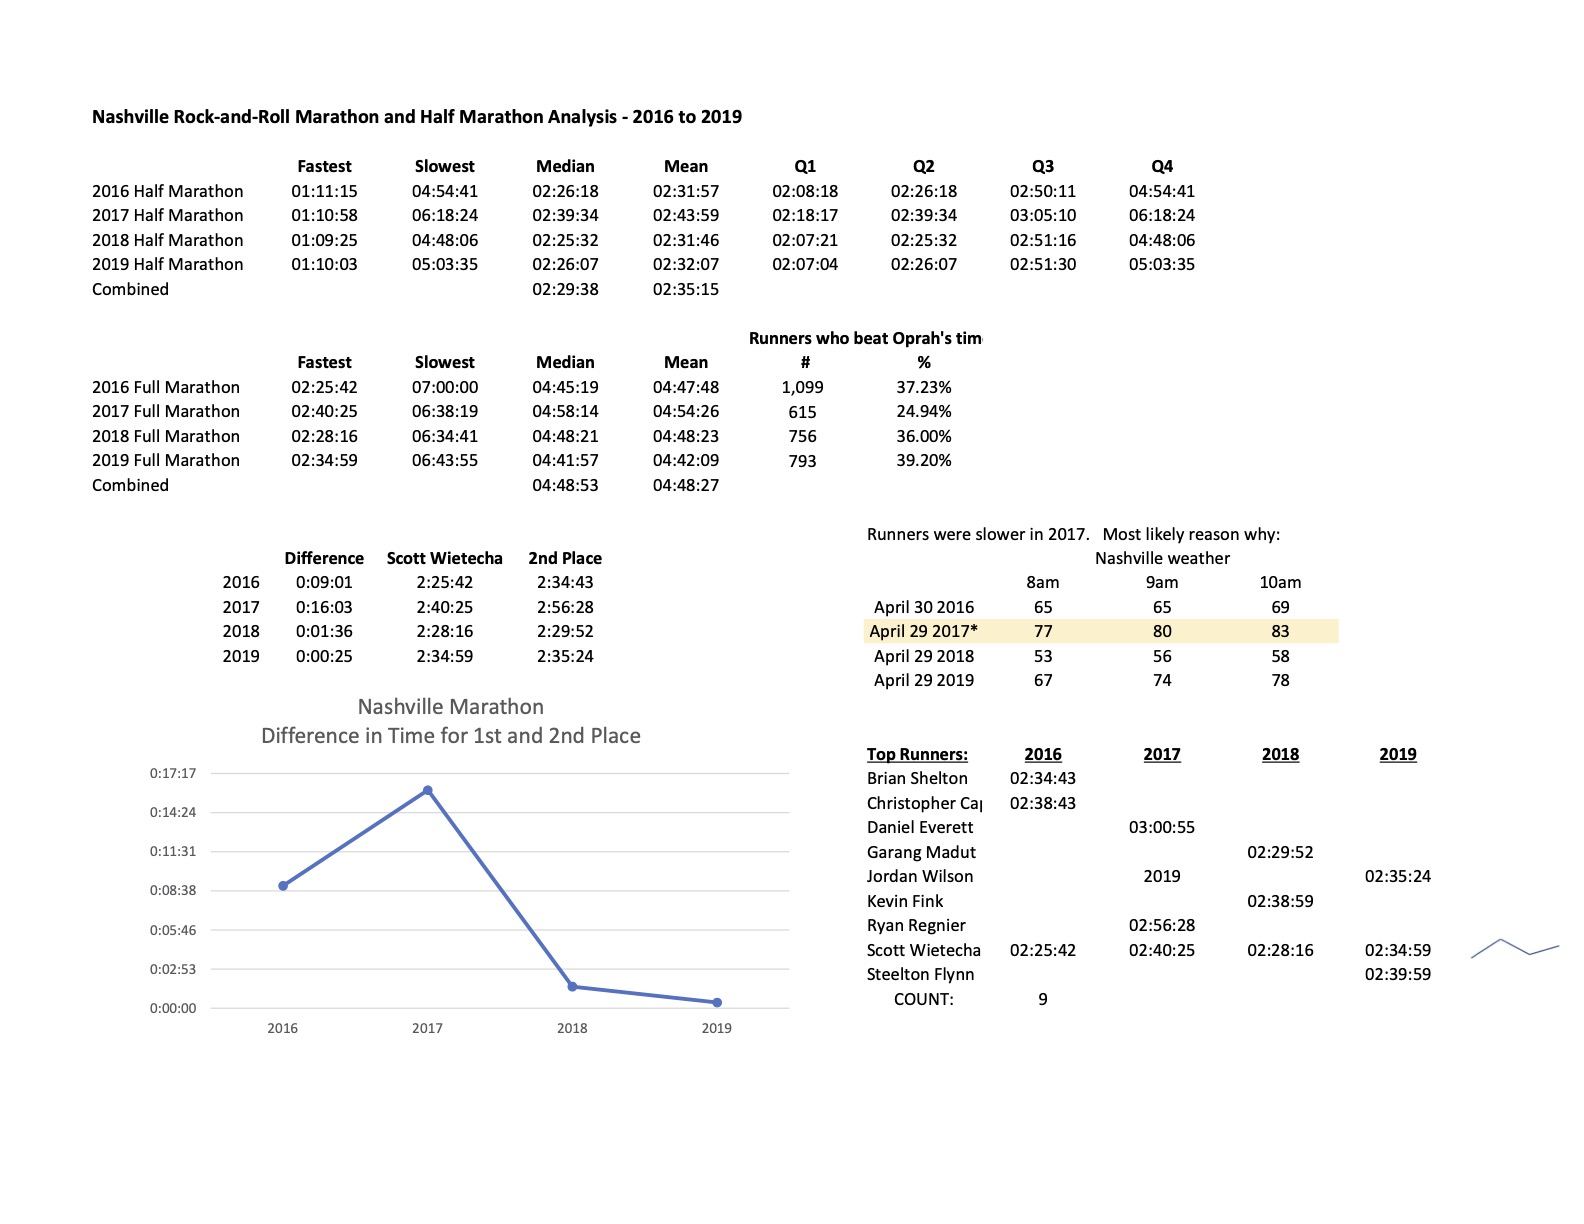 Nashville Rock-and-Roll Marathon and Half Marathon Analysis - 2016 to 2019
Fastest Slowest Median Mean Q1 Q2 Q3 Q4
2016 Half Marathon 01:11:15 04:54:41 02:26:18 02:31:57 02:08:18 02:26:18 02:50:11 04:54:41
2017 Half Marathon 01:10:58 06:18:24 02:39:34 02:43:59 02:18:17 02:39:34 03:05:10 06:18:24
2018 Half Marathon 01:09:25 04:48:06 02:25:32 02:31:46 02:07:21 02:25:32 02:51:16 04:48:06
2019 Half Marathon 01:10:03 05:03:35 02:26:07 02:32:07 02:07:04 02:26:07 02:51:30 05:03:35
Combined 02:29:38 02:35:15
Runners who beat Oprah's tim
Fastest Slowest Median Mean # %
2016 Full Marathon 02:25:42 07:00:00 04:45:19 04:47:48 1,099 37.23%
2017 Full Marathon 02:40:25 06:38:19 04:58:14 04:54:26 615 24.94%
2018 Full Marathon 02:28:16 06:34:41 04:48:21 04:48:23 756 36.00%
2019 Full Marathon 02:34:59 06:43:55 04:41:57 04:42:09 793 39.20%
Combined 04:48:53 04:48:27
Difference Scott Wietecha 2nd Place
2016 0:09:01 2:25:42 2:34:43
2017 0:16:03 2:40:25 2:56:28
2018 0:01:36 2:28:16 2:29:52
2019 0:00:25 2:34:59 2:35:24
Runners were slower in 2017. Most likely reason why:
Nashville weather
8am 9am 10am
April 30 2016 65 65 69
April 29 2017* 77 80 83
April 29 2018 53 56 58
April 29 2019 67 74 78
Nashville Marathon
Difference in Time for 1st and 2nd Place
0:17:17
0:14:24
0:11:31
0:08:38
0:05:46
0:02:53
0:00:00
2016 2017 2018 2019
Top Runners: 2016 2017 2018 2019
Brian Shelton 02:34:43
Christopher Ca 02:38:43
Daniel Everett 03:00:55
Garang Madut 02:29:52
Jordan Wilson 2019 02:35:24
Kevin Fink 02:38:59
Ryan Regnier 02:56:28
Scott Wietecha 02:25:42 02:40:25 02:28:16 02:34:59
Steelton Flynn 02:39:59
COUNT: 9